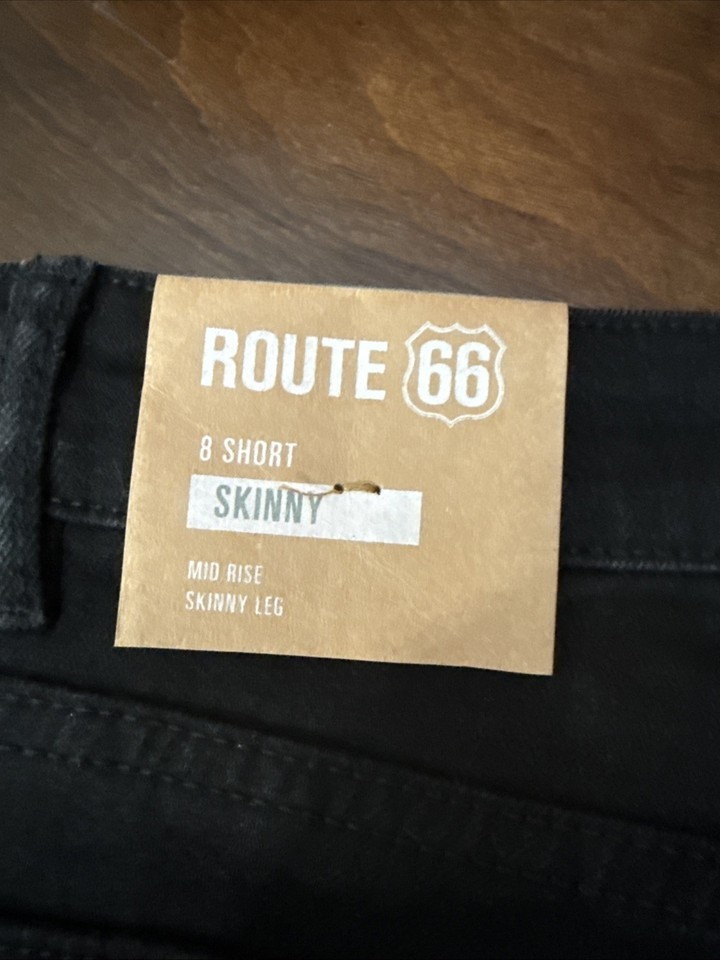 ROUTE 66
8 SHORT
SKINNY
MID RISE
SKINNY LEG